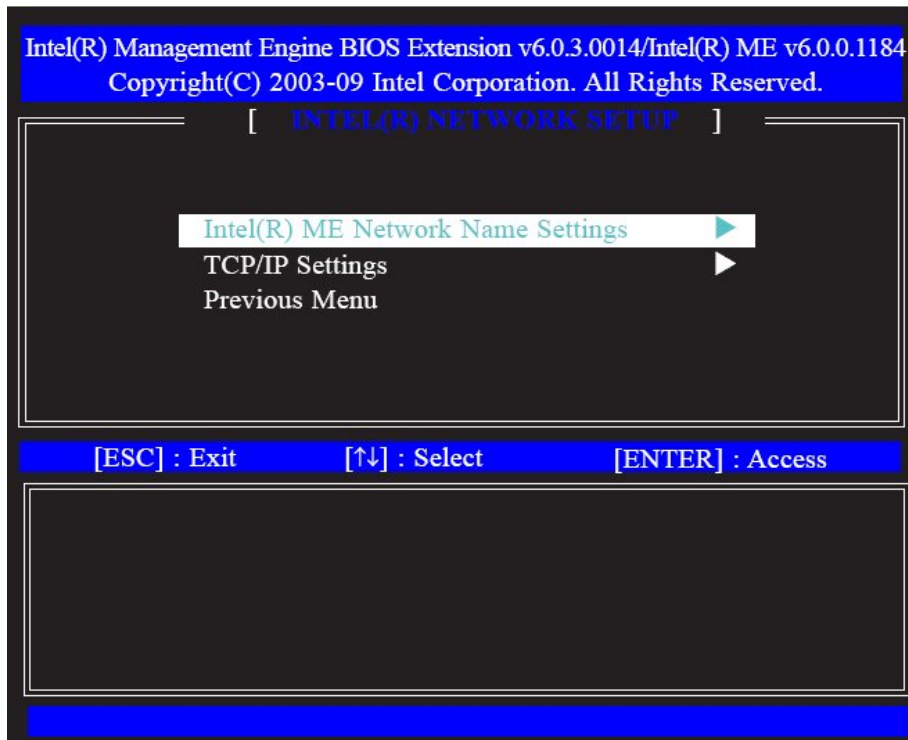 Intel(R) Management Engine BIOS Extension v6.0.3.0014/Intel(R) ME v6.0.0.1184
Copyright(C) 2003-09 Intel Corporation. All Rights Reserved.
[ INTEL(R) NETWORK SETUP ]
Intel(R) ME Network Name Settings ▶
TCP/IP Settings ▶
Previous Menu
[ESC] : Exit [↑↓] : Select [ENTER] : Access